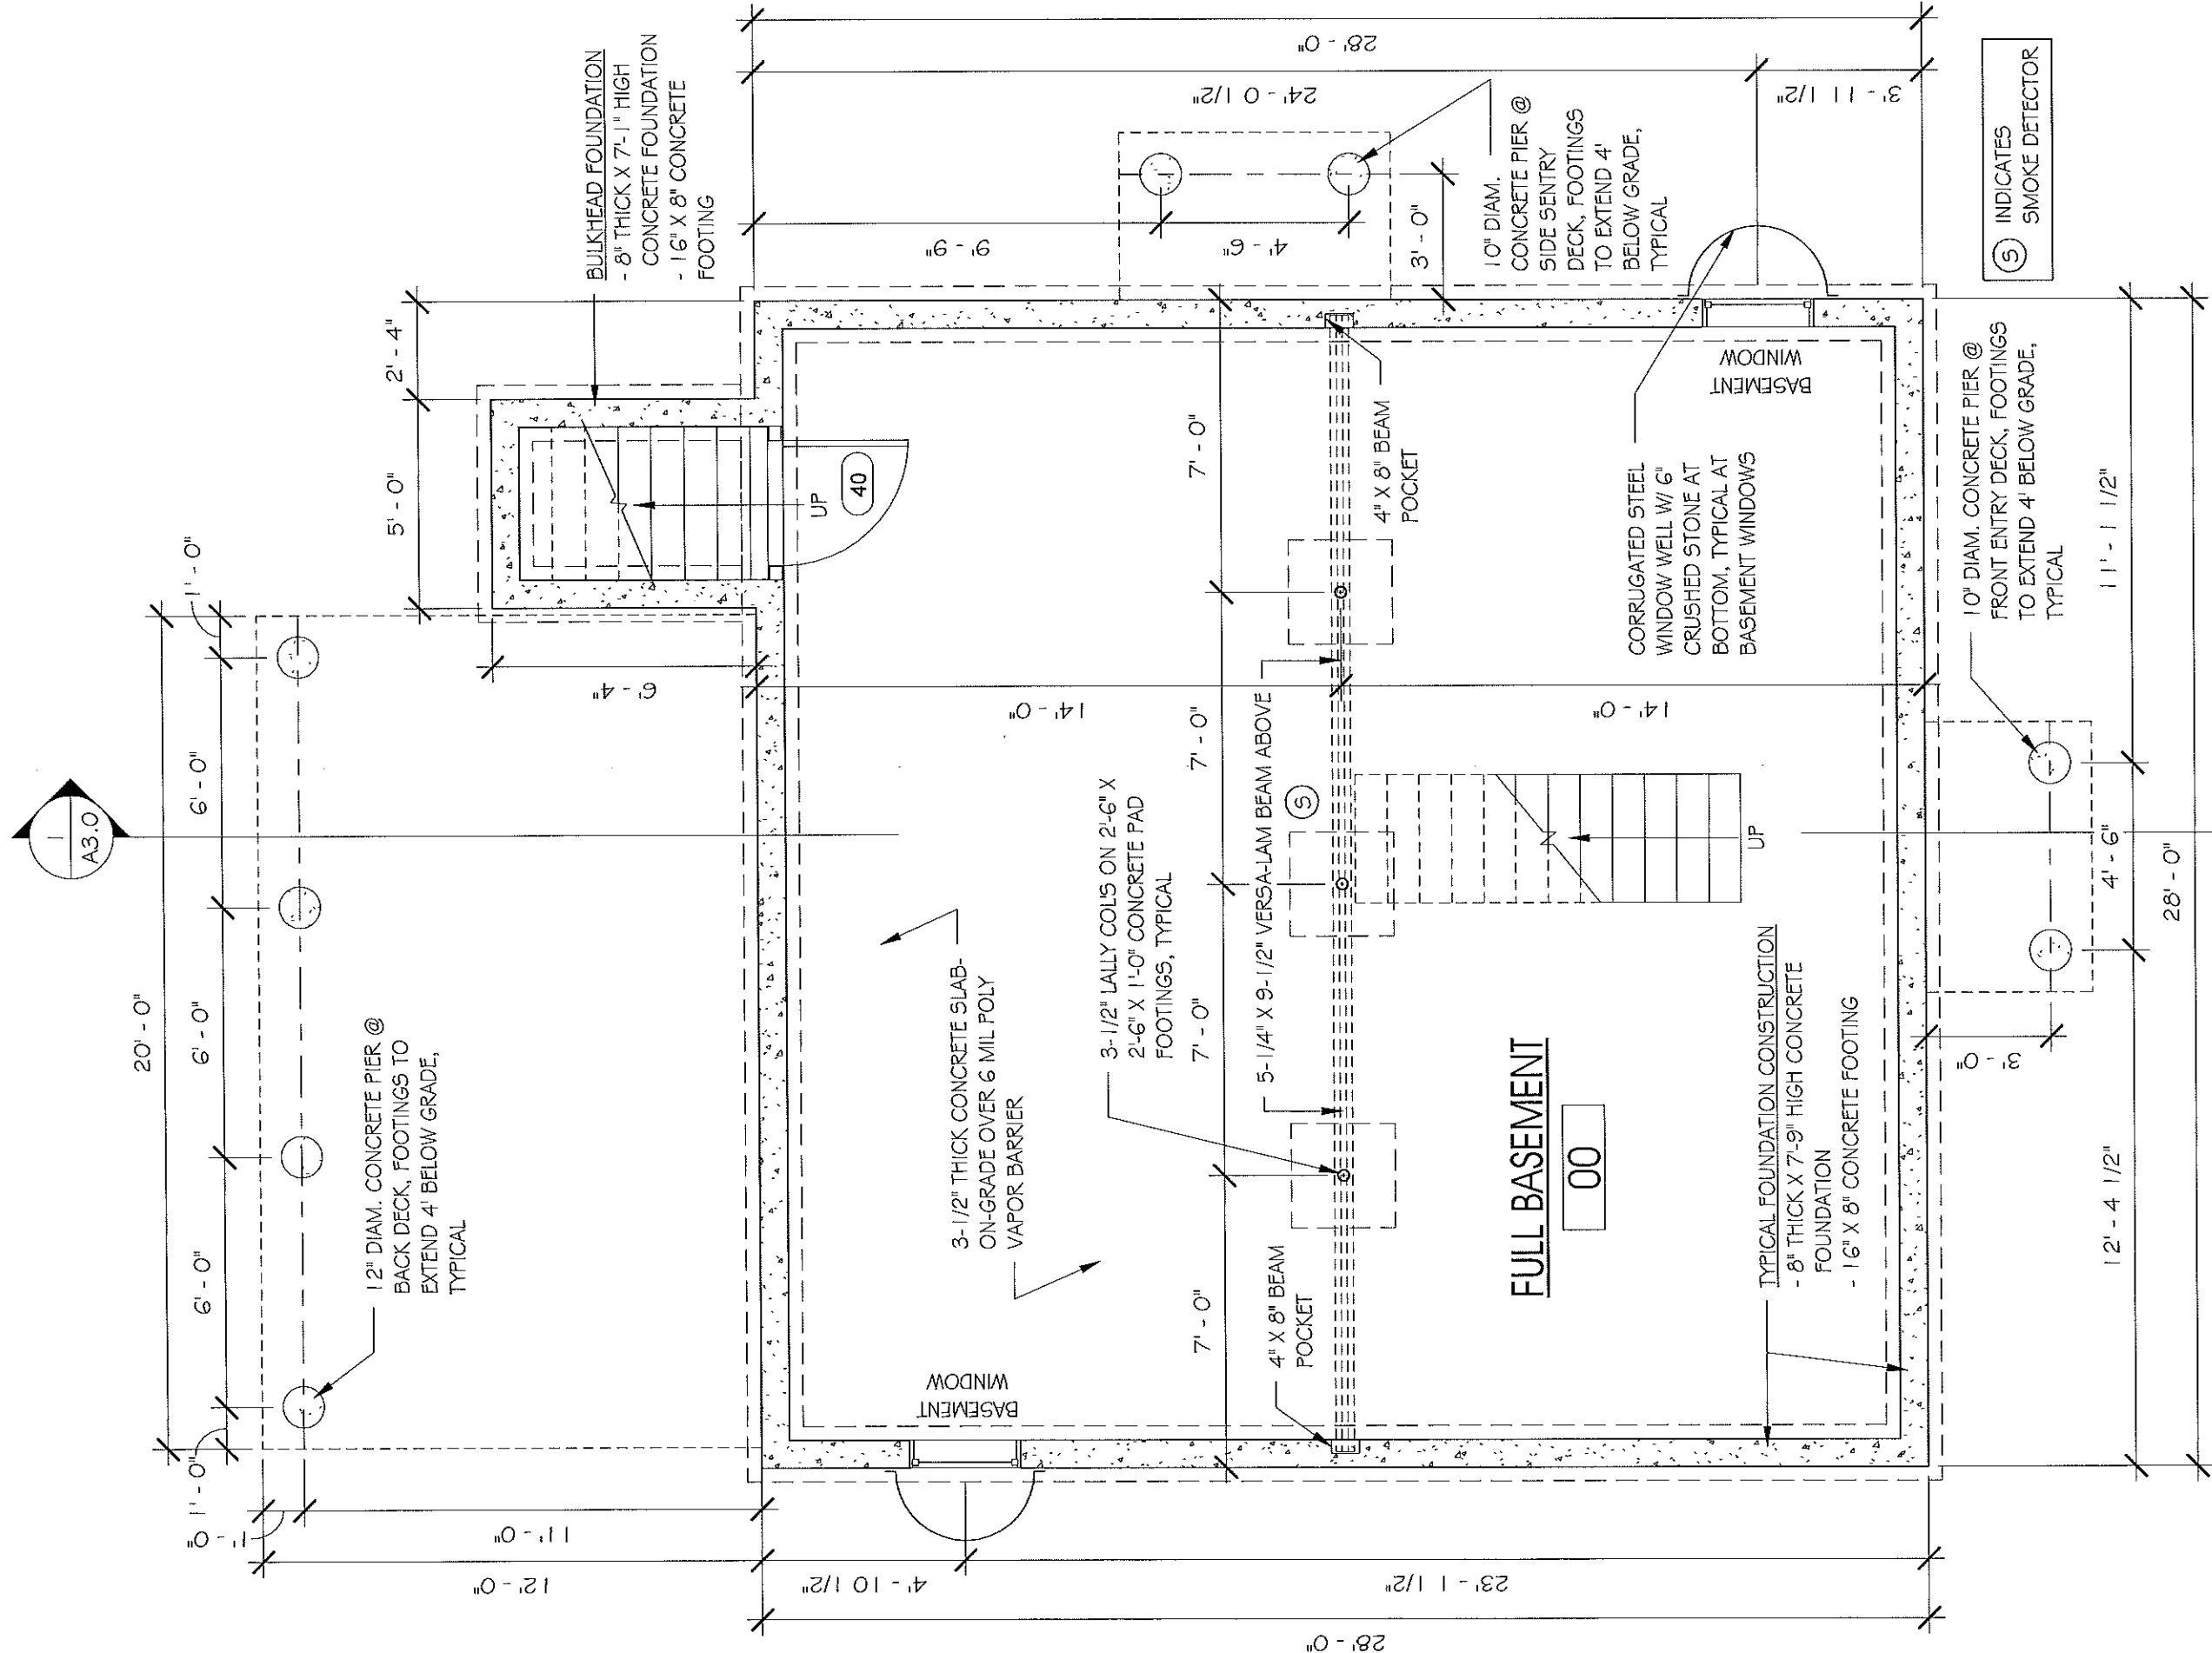 BULKHEAD FOUNDATION
- 8" THICK X 7'-1" HIGH
CONCRETE FOUNDATION
- 16" X 8" CONCRETE
FOOTING
28' - 0"
24' - 0 1/2"
3' - 11 1/2"
9' - 9"
4' - 6"
3' - 0"
10" DIAM.
CONCRETE PIER @
SIDE SENTRY
DECK, FOOTINGS
TO EXTEND 4'
BELOW GRADE,
TYPICAL
S INDICATES
SMOKE DETECTOR
2' - 4"
5' - 0"
6' - 4"
1' - 0"
6' - 0"
6' - 0"
6' - 0"
1' - 0"
20' - 0"
1
A3.0
12" DIAM. CONCRETE PIER @
BACK DECK, FOOTINGS TO
EXTEND 4' BELOW GRADE,
TYPICAL
1' - 0"
11' - 0"
12' - 0"
4' - 10 1/2"
23' - 1 1/2"
28' - 0"
UP
40
3-1/2" THICK CONCRETE SLAB-
ON-GRADE OVER 6 MIL POLY
VAPOR BARRIER
BASEMENT
WINDOW
3-1/2" LALLY COL'S ON 2'-6" X
2'-6" X 1'-0" CONCRETE PAD
FOOTINGS, TYPICAL
7' - 0"
7' - 0"
7' - 0"
7' - 0"
14' - 0"
14' - 0"
5-1/4" X 9-1/2" VERSA-LAM BEAM ABOVE
S
4" X 8" BEAM
POCKET
4" X 8" BEAM
POCKET
BASEMENT
WINDOW
CORRUGATED STEEL
WINDOW WELL W/ 6"
CRUSHED STONE AT
BOTTOM, TYPICAL AT
BASEMENT WINDOWS
UP
FULL BASEMENT
00
TYPICAL FOUNDATION CONSTRUCTION
- 8" THICK X 7'-9" HIGH CONCRETE
FOUNDATION
- 16" X 8" CONCRETE FOOTING
10" DIAM. CONCRETE PIER @
FRONT ENTRY DECK, FOOTINGS
TO EXTEND 4' BELOW GRADE,
TYPICAL
3' - 0"
12' - 4 1/2"
4' - 6"
11' - 1 1/2"
28' - 0"